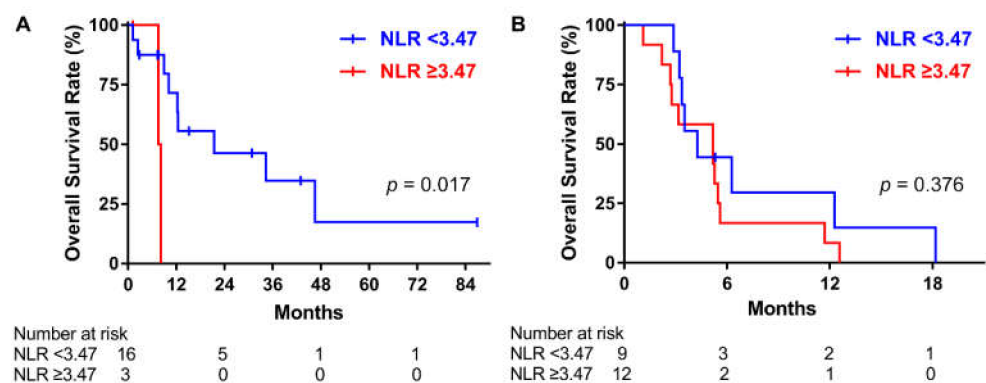 A
Overall Survival Rate (%)
100
75
50
25
0
NLR <3.47
NLR ≥3.47
p = 0.017
0 12 24 36 48 60 72 84
Months
Number at risk
NLR <3.47 16 5 1 1
NLR ≥3.47 3 0 0 0
B
Overall Survival Rate (%)
100
75
50
25
0
NLR <3.47
NLR ≥3.47
p = 0.376
0 6 12 18
Months
Number at risk
NLR <3.47 9 3 2 1
NLR ≥3.47 12 2 1 0